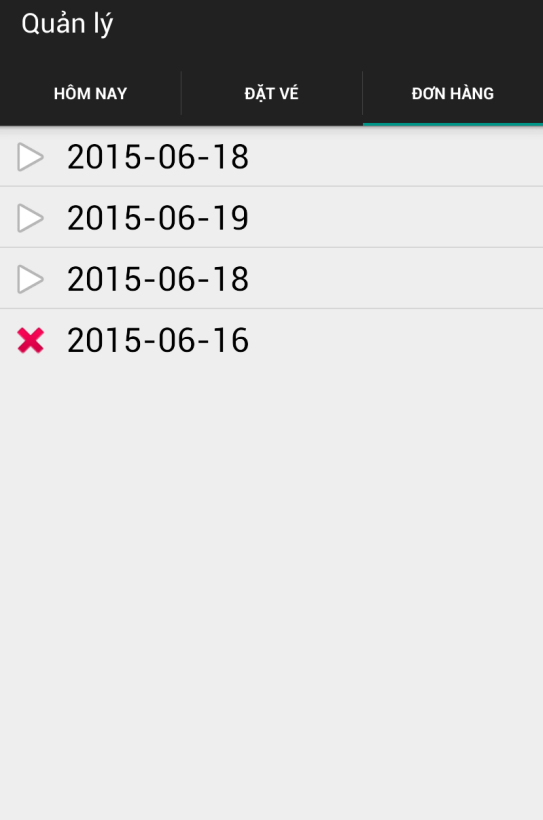 Quản lý
HÔM NAY
ĐẶT VÉ
ĐƠN HÀNG
2015-06-18
2015-06-19
2015-06-18
2015-06-16